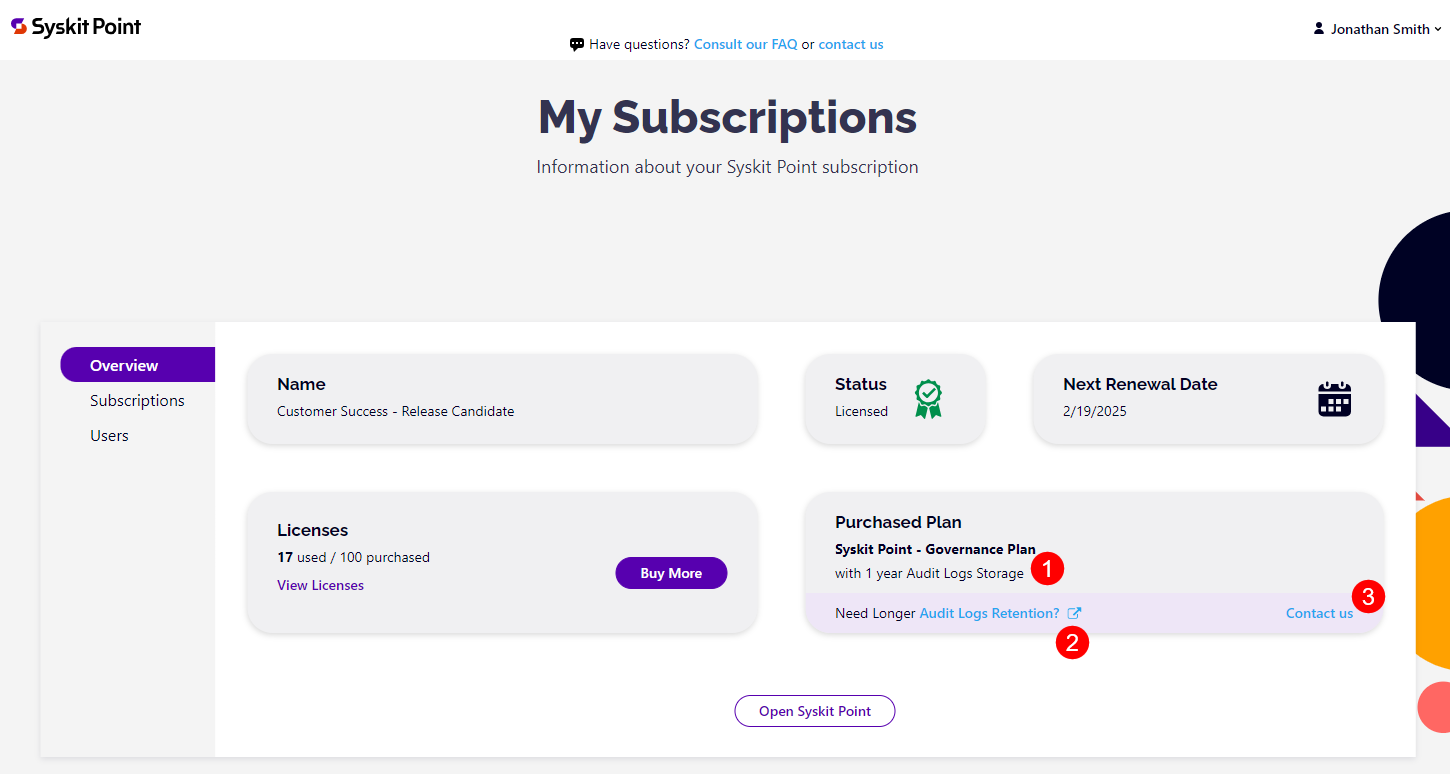 Syskit Point
Have questions? Consult our FAQ or contact us
Jonathan Smith
My Subscriptions
Information about your Syskit Point subscription
Overview
Subscriptions
Users
Name
Customer Success - Release Candidate
Status
Licensed
Next Renewal Date
2/19/2025
Licenses
17 used / 100 purchased
View Licenses
Buy More
Purchased Plan
Syskit Point - Governance Plan
with 1 year Audit Logs Storage
1
Need Longer Audit Logs Retention?
2
Contact us
3
Open Syskit Point